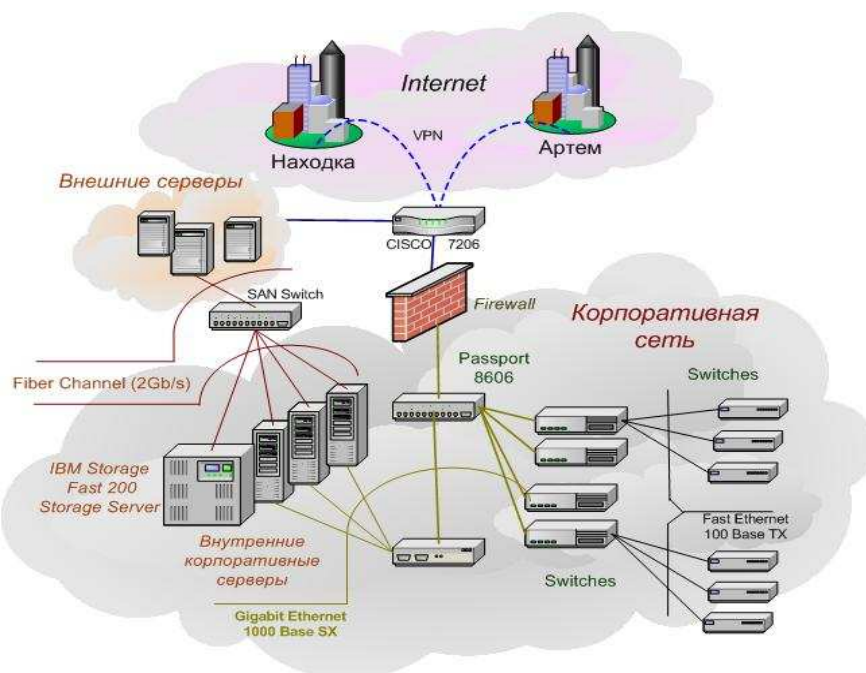 Internet
VPN
Находка
Артем
Внешние серверы
CISCO 7206
SAN Switch
Firewall
Корпоративная
сеть
Passport
8606
Switches
Fiber Channel (2Gb/s)
IBM Storage
Fast 200
Storage Server
Fast Ethernet
100 Base TX
Внутренние
корпоративные
серверы
Switches
Gigabit Ethernet
1000 Base SX